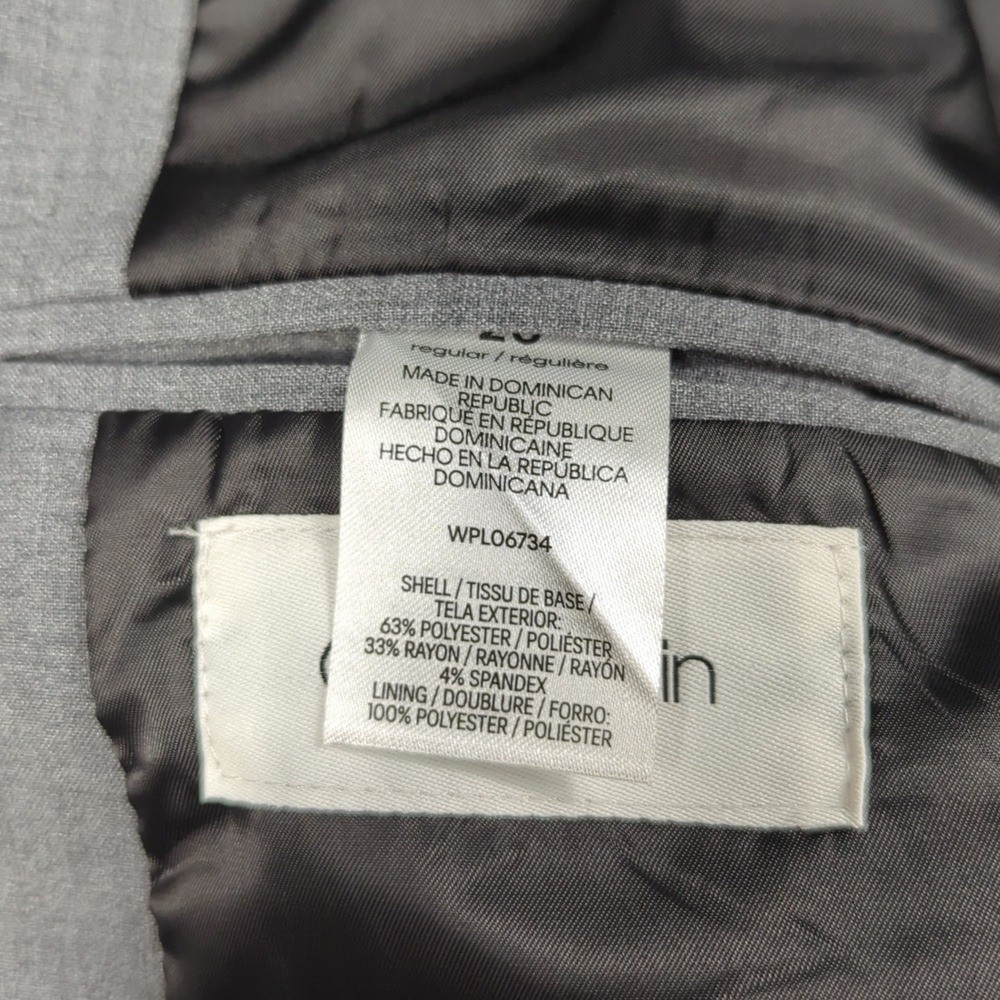 regular / régulière
MADE IN DOMINICAN
REPUBLIC
FABRIQUÉ EN RÉPUBLIQUE
DOMINICAINE
HECHO EN LA REPÚBLICA
DOMINICANA
WPL06734
SHELL / TISSU DE BASE /
TELA EXTERIOR:
63% POLYESTER / POLIÉSTER
33% RAYON / RAYONNE / RAYÓN
4% SPANDEX
LINING / DOUBLURE / FORRO:
100% POLYESTER / POLIÉSTER
in